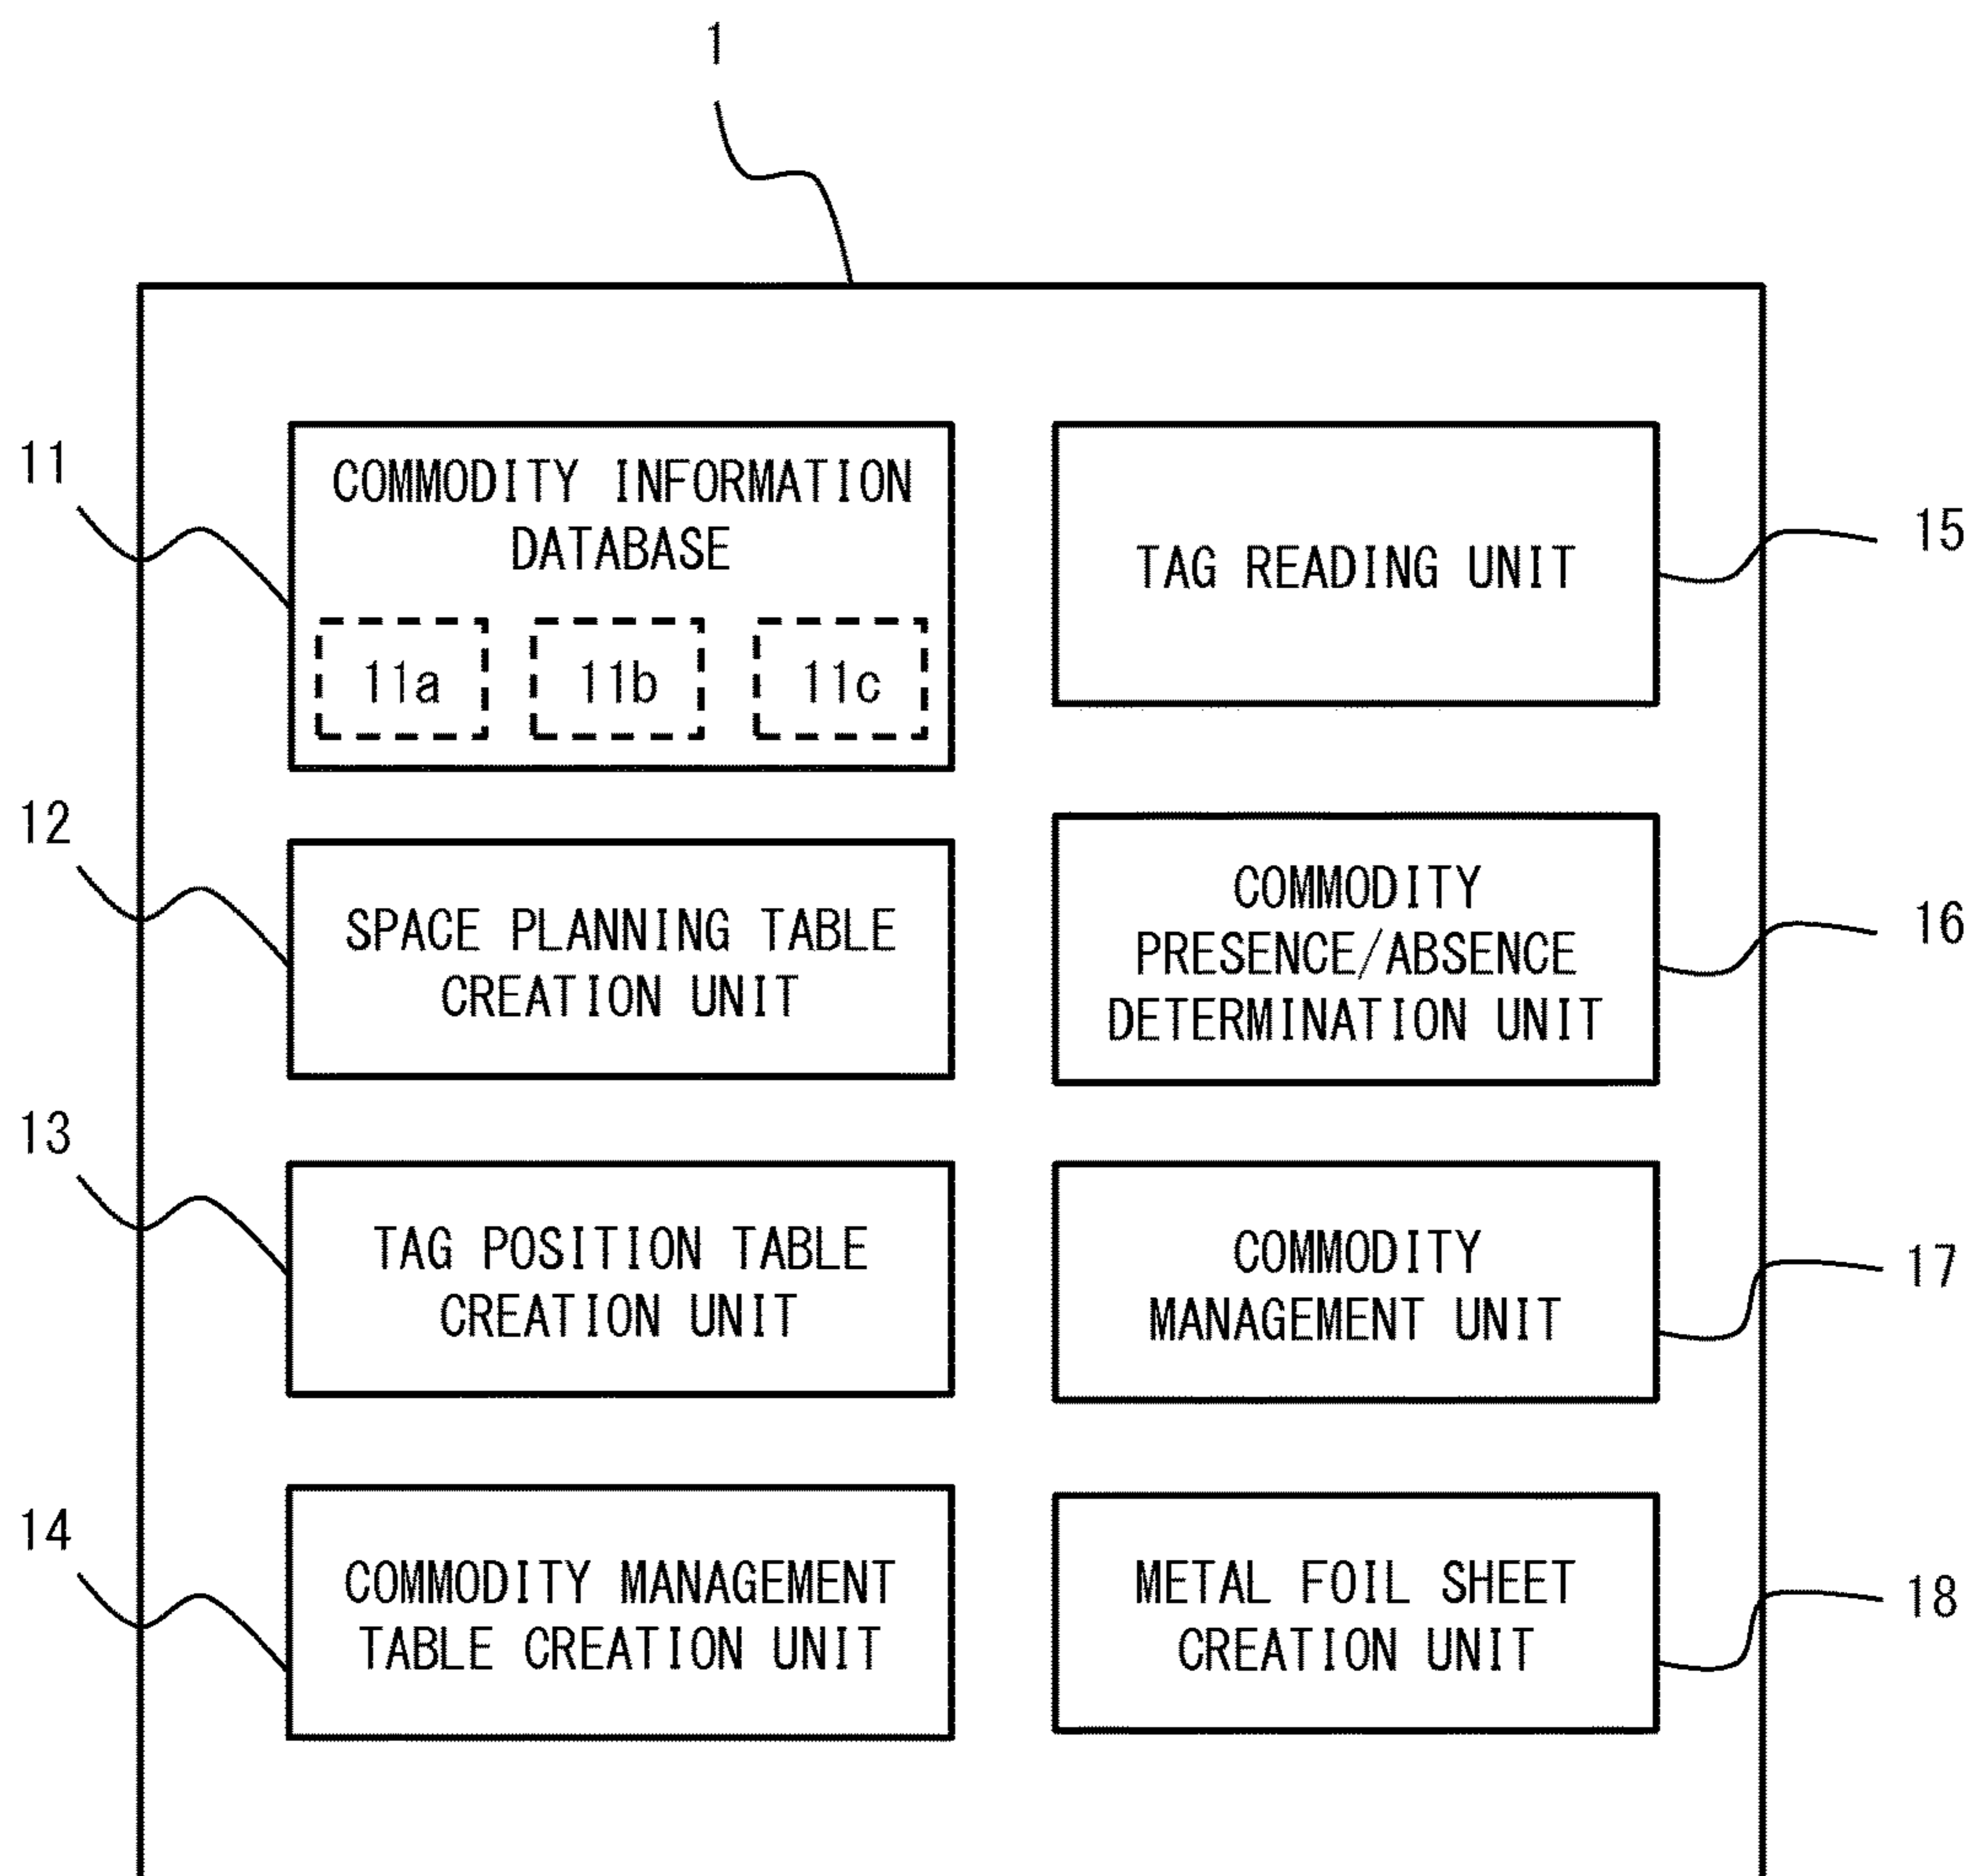 1
11
COMMODITY INFORMATION
DATABASE
11a 11b 11c
12
SPACE PLANNING TABLE
CREATION UNIT
13
TAG POSITION TABLE
CREATION UNIT
14
COMMODITY MANAGEMENT
TABLE CREATION UNIT
TAG READING UNIT
15
COMMODITY
PRESENCE/ABSENCE
DETERMINATION UNIT
16
COMMODITY
MANAGEMENT UNIT
17
METAL FOIL SHEET
CREATION UNIT
18